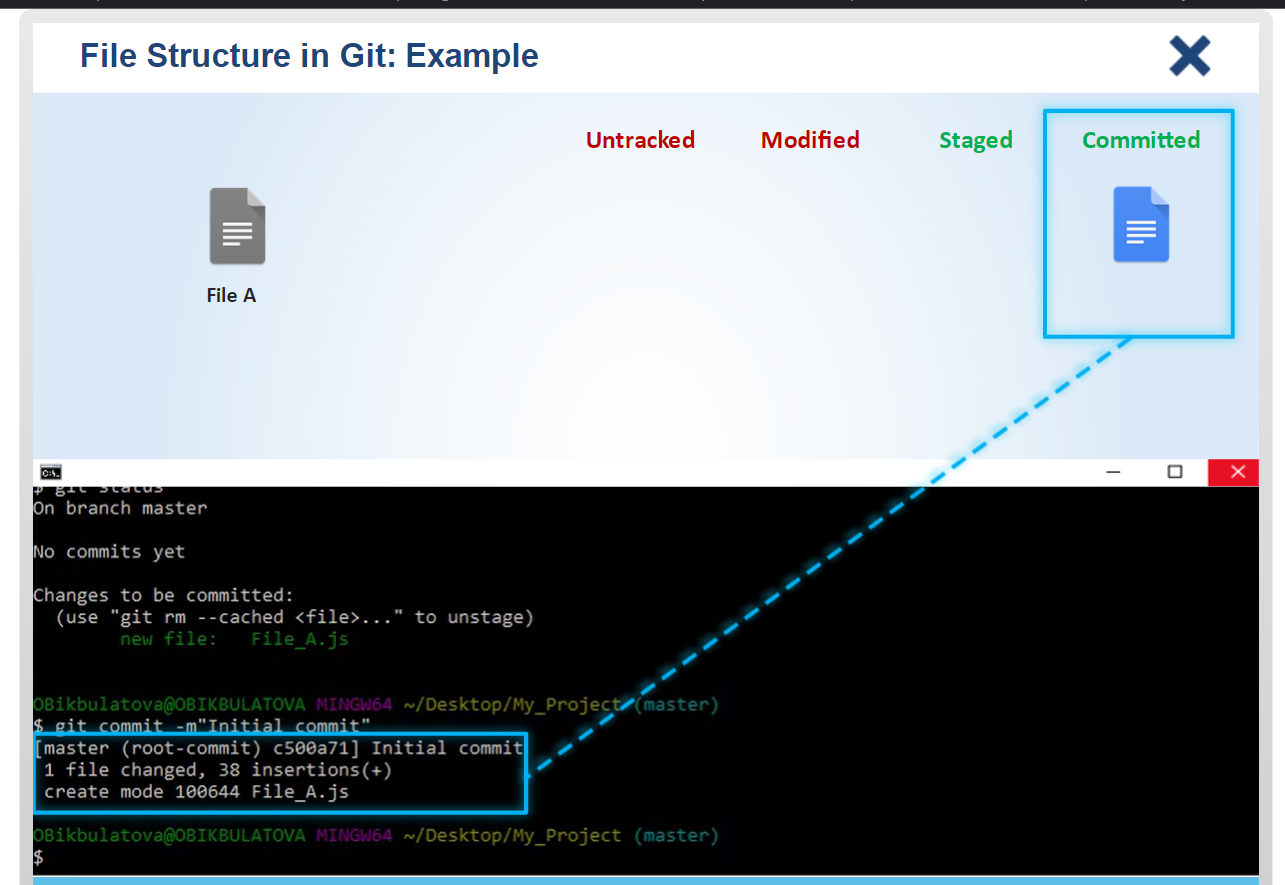 File Structure in Git: Example
Untracked Modified Staged Committed
File A
C:\.
$ git status
On branch master
No commits yet
Changes to be committed:
(use "git rm --cached <file>..." to unstage)
new file: File_A.js
OBikbulatova@OBIKBULATOVA MINGW64 ~/Desktop/My_Project (master)
$ git commit -m"Initial commit"
[master (root-commit) c500a71] Initial commit
1 file changed, 38 insertions(+)
create mode 100644 File_A.js
OBikbulatova@OBIKBULATOVA MINGW64 ~/Desktop/My_Project (master)
$